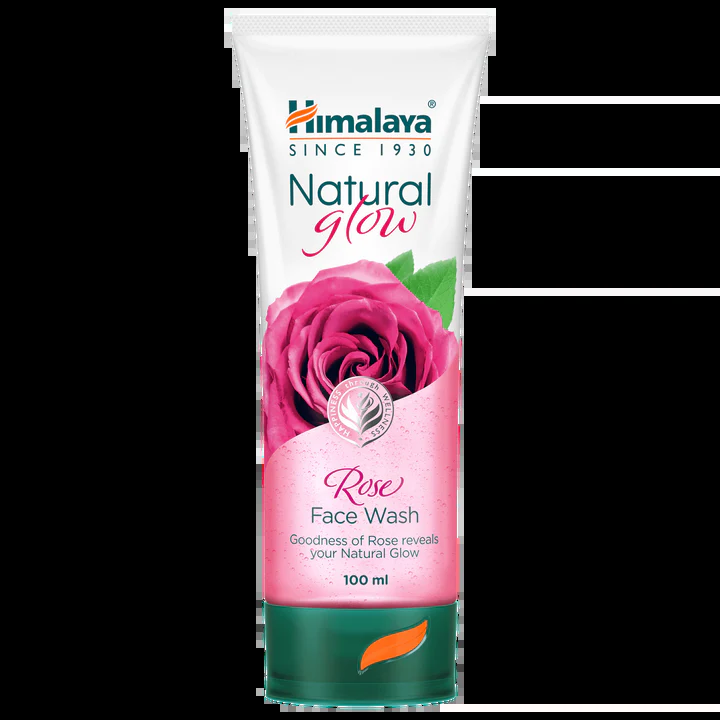 Himalaya®
SINCE 1930
Natural
glow
HAPPINESS through WELLNESS
Rose
Face Wash
Goodness of Rose reveals
your Natural Glow
100 ml